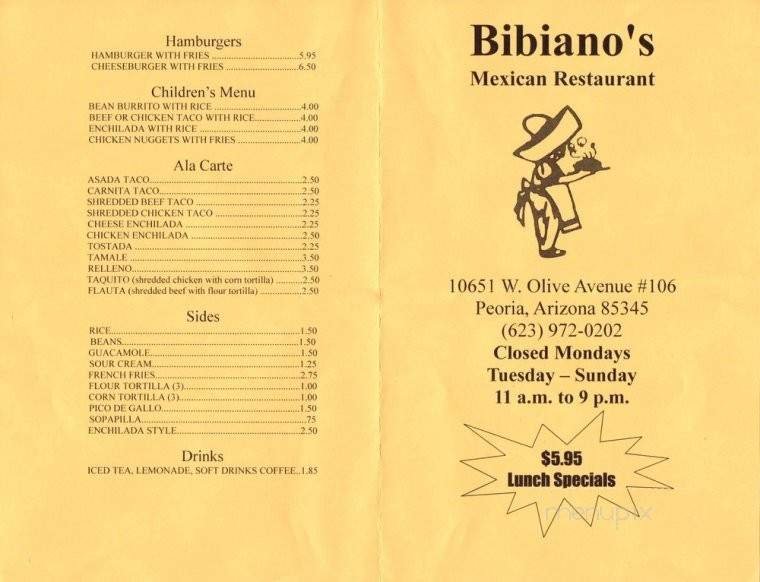 Hamburgers
HAMBURGER WITH FRIES ..............................5.95
CHEESEBURGER WITH FRIES .........................6.50
Children's Menu
BEAN BURRITO WITH RICE .............................4.00
BEEF OR CHICKEN TACO WITH RICE................4.00
ENCHILADA WITH RICE ..................................4.00
CHICKEN NUGGETS WITH FRIES .....................4.00
Ala Carte
ASADA TACO...................................................2.50
CARNITA TACO................................................2.50
SHREDDED BEEF TACO ...................................2.25
SHREDDED CHICKEN TACO .............................2.25
CHEESE ENCHILADA ........................................2.25
CHICKEN ENCHILADA ......................................2.50
TOSTADA ........................................................2.25
TAMALE ..........................................................3.50
RELLENO.........................................................3.50
TAQUITO (shredded chicken with corn tortilla) ............2.50
FLAUTA (shredded beef with flour tortilla) .................2.50
Sides
RICE................................................................1.50
BEANS.............................................................1.50
GUACAMOLE...................................................1.50
SOUR CREAM..................................................1.25
FRENCH FRIES.................................................2.75
FLOUR TORTILLA (3).........................................1.00
CORN TORTILLA (3)..........................................1.00
PICO DE GALLO...............................................1.50
SOPAPILLA........................................................75
ENCHILADA STYLE...........................................2.50
Drinks
ICED TEA, LEMONADE, SOFT DRINKS COFFEE..1.85
Bibiano's
Mexican Restaurant
10651 W. Olive Avenue #106
Peoria, Arizona 85345
(623) 972-0202
Closed Mondays
Tuesday – Sunday
11 a.m. to 9 p.m.
$5.95
Lunch Specials
menupix